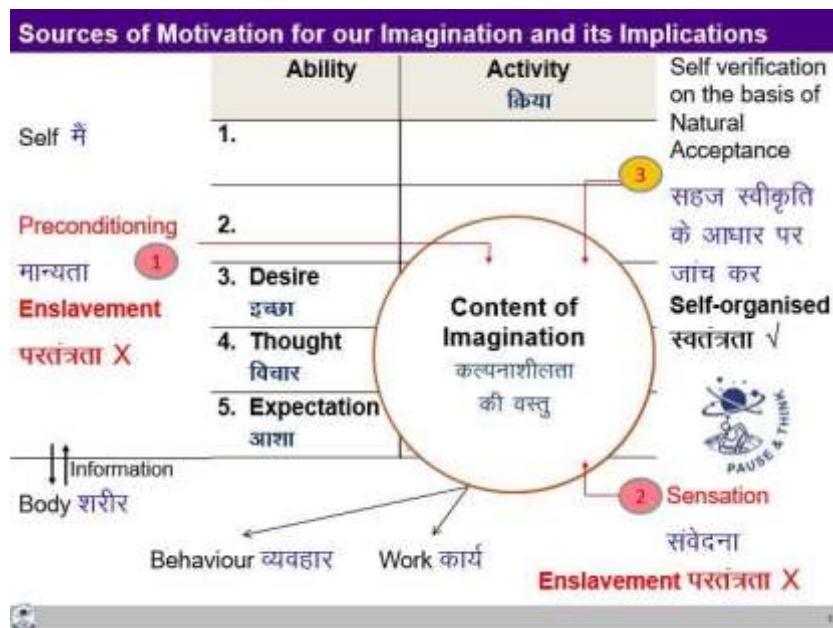 Sources of Motivation for our Imagination and its Implications
Ability
Activity
क्रिया
Self verification
on the basis of
Natural
Acceptance
सहज स्वीकृति
के आधार पर
जांच कर
Self-organised
स्वतंत्रता √
Self मैं
1.
3
Preconditioning
मान्यता
1
Enslavement
परतंत्रता X
2.
3. Desire
इच्छा
4. Thought
विचार
5. Expectation
आशा
Content of
Imagination
कल्पनाशीलता
की वस्तु
PAUSE & THINK
Information
Body शरीर
2 Sensation
संवेदना
Enslavement परतंत्रता X
Behaviour व्यवहार
Work कार्य